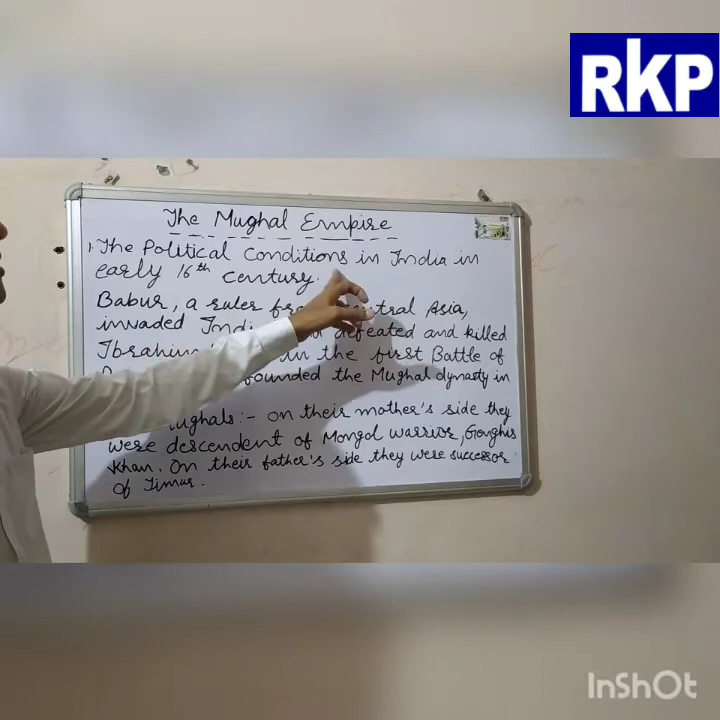 RKP
The Mughal Empire
1. The Political conditions in India in
early 16th century.
Babur, a ruler central Asia,
invaded defeated and killed
Ibrahim in the first Battle of
founded the Mughal dynasty in
Mughals :- on their mother's side they
were descendent of Mongol warrior, Genghis
Khan. On their father's side they were successor
of Timur.
InShOt